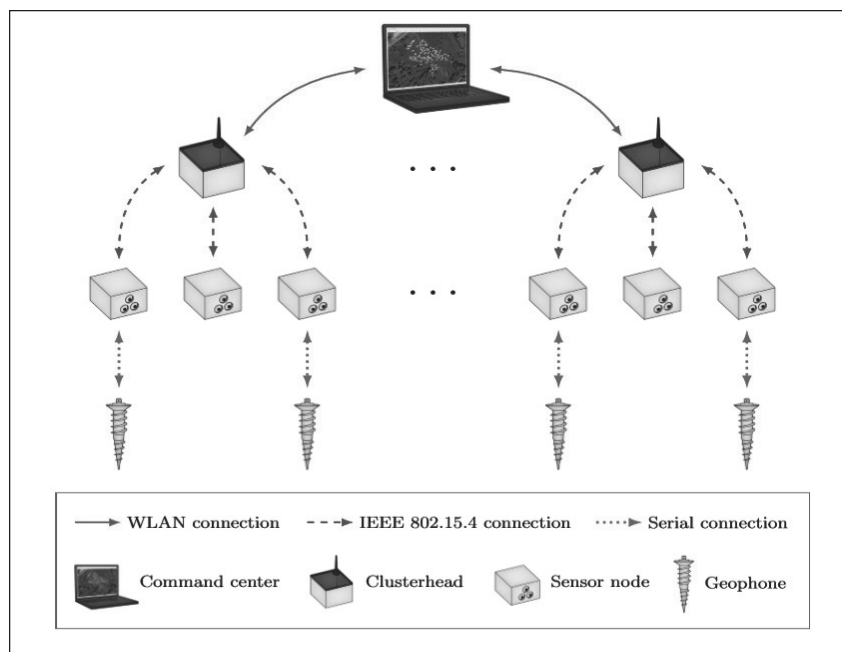 . . .
. . .
WLAN connection IEEE 802.15.4 connection Serial connection
Command center Clusterhead Sensor node Geophone